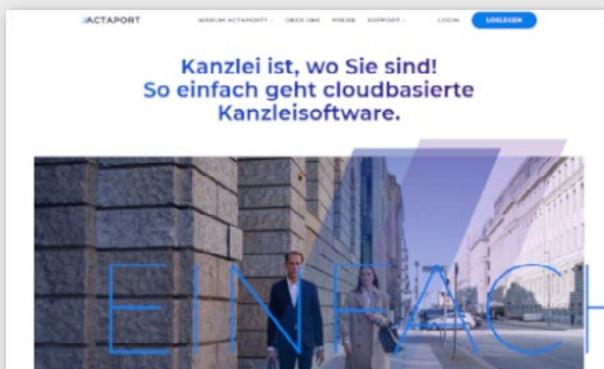 ACTAPORT
WARUM ACTAPORT? ÜBER UNS PREISE SUPPORT LOGIN LOSLEGEN
Kanzlei ist, wo Sie sind!
So einfach geht cloudbasierte
Kanzleisoftware.
EINFACH